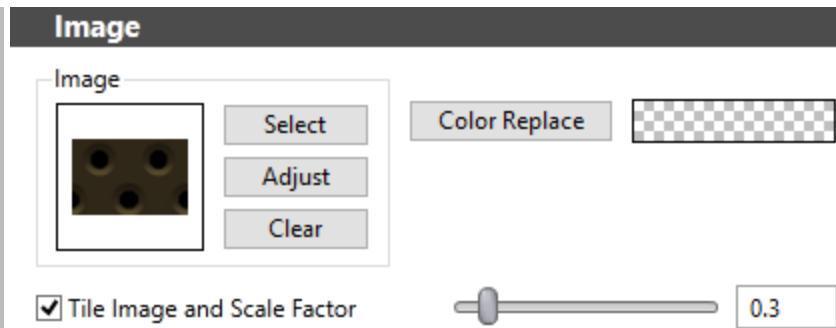 Image
Image
Select
Color Replace
Adjust
Clear
Tile Image and Scale Factor
0.3